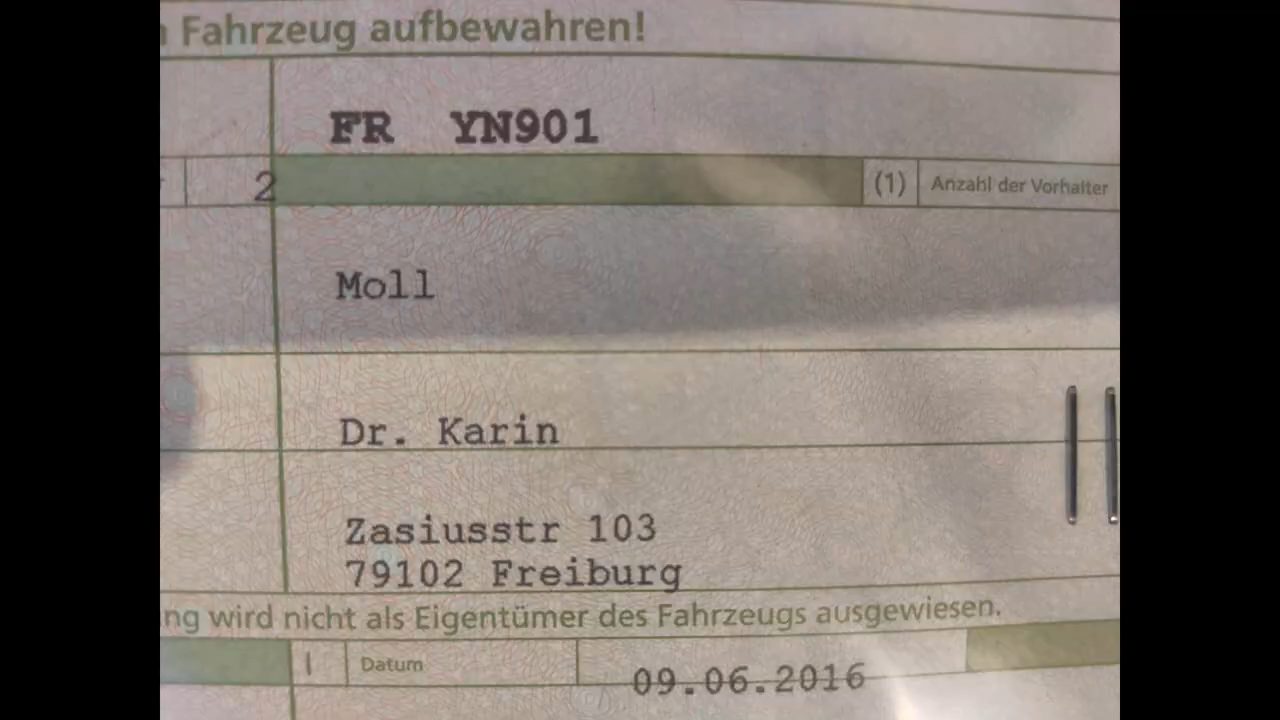 Fahrzeug aufbewahren!
FR YN901
2 (1) Anzahl der Vorhalter
Moll
Dr. Karin
Zasiusstr 103
79102 Freiburg
ng wird nicht als Eigentümer des Fahrzeugs ausgewiesen.
I Datum 09.06.2016